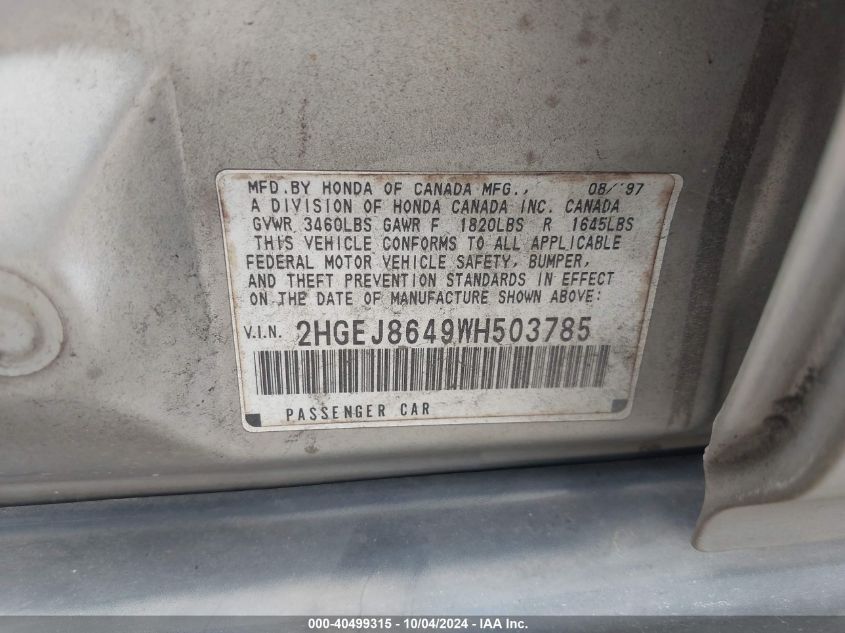 MFD.BY HONDA OF CANADA MFG., 08/'97
A DIVISION OF HONDA CANADA INC. CANADA
GVWR 3460LBS GAWR F 1820LBS R 1645LBS
THIS VEHICLE CONFORMS TO ALL APPLICABLE
FEDERAL MOTOR VEHICLE SAFETY, BUMPER,
AND THEFT PREVENTION STANDARDS IN EFFECT
ON THE DATE OF MANUFACTURE SHOWN ABOVE:
V.I.N. 2HGEJ8649WH503785
PASSENGER CAR
000-40499315 - 10/04/2024 - IAA Inc.